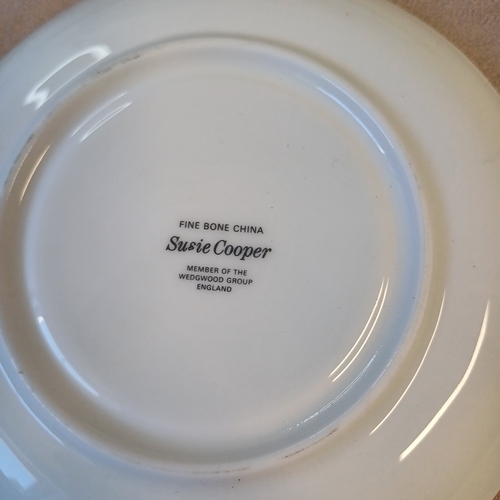 FINE BONE CHINA
Susie Cooper
MEMBER OF THE
WEDGWOOD GROUP
ENGLAND